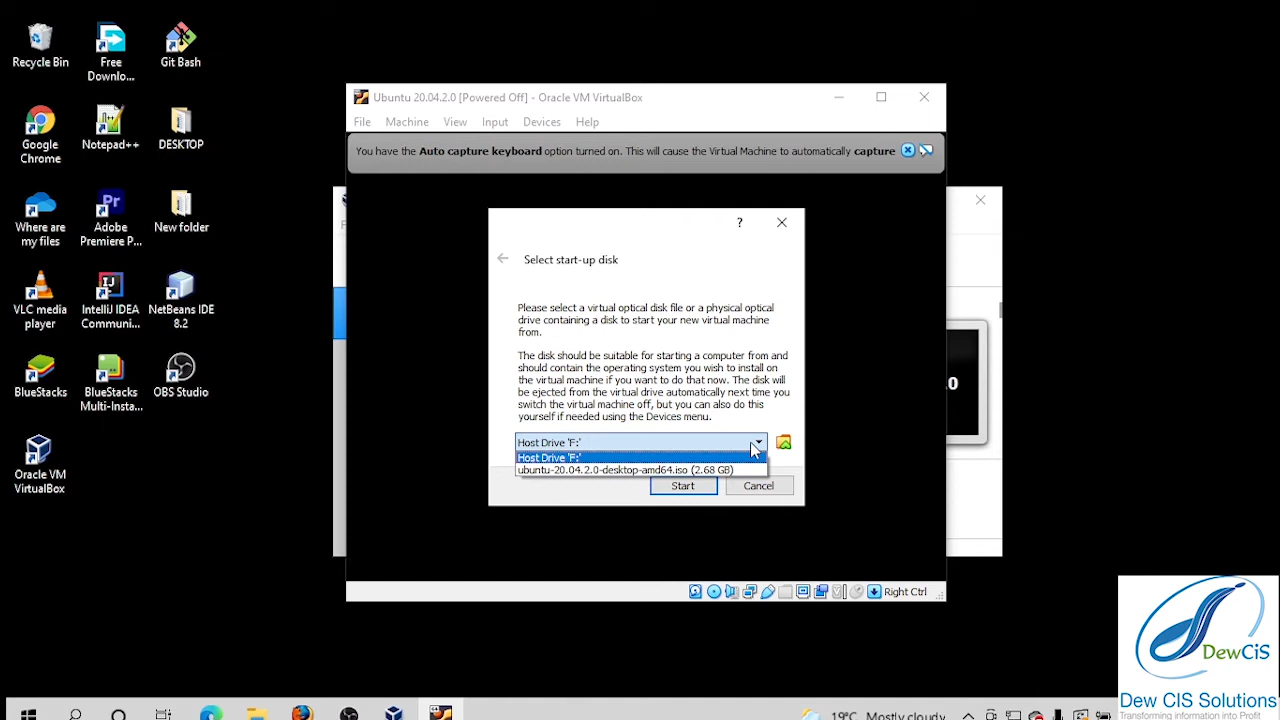 Recycle Bin
Free
Downlo...
Git Bash
Google
Chrome
Notepad++
DESKTOP
Where are
my files
Adobe
Premiere P...
New folder
VLC media
player
IntelliJ IDEA
Communi...
NetBeans IDE
8.2
BlueStacks
BlueStacks
Multi-Insta...
OBS Studio
Oracle VM
VirtualBox
Ubuntu 20.04.2.0 [Powered Off] - Oracle VM VirtualBox
File Machine View Input Devices Help
You have the Auto capture keyboard option turned on. This will cause the Virtual Machine to automatically capture
Select start-up disk
Please select a virtual optical disk file or a physical optical
drive containing a disk to start your new virtual machine
from.
The disk should be suitable for starting a computer from and
should contain the operating system you wish to install on
the virtual machine if you want to do that now. The disk will
be ejected from the virtual drive automatically next time you
switch the virtual machine off, but you can also do this
yourself if needed using the Devices menu.
Host Drive 'F:'
Host Drive 'F:'
ubuntu-20.04.2.0-desktop-amd64.iso (2.68 GB)
Start Cancel
.0
Right Ctrl
DewCiS
Dew CIS Solutions
Transforming information into Profit
19°C Mostly cloudy